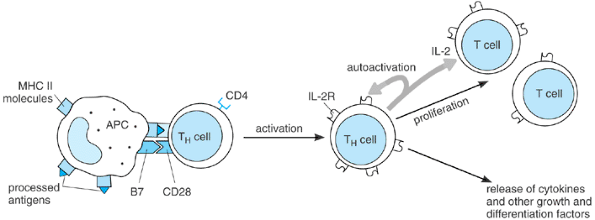 MHC II
molecules
APC
processed
antigens
B7
CD28
CD4
TH cell
activation
IL-2R
TH cell
autoactivation
IL-2
proliferation
T cell
T cell
release of cytokines
and other growth and
differentiation factors